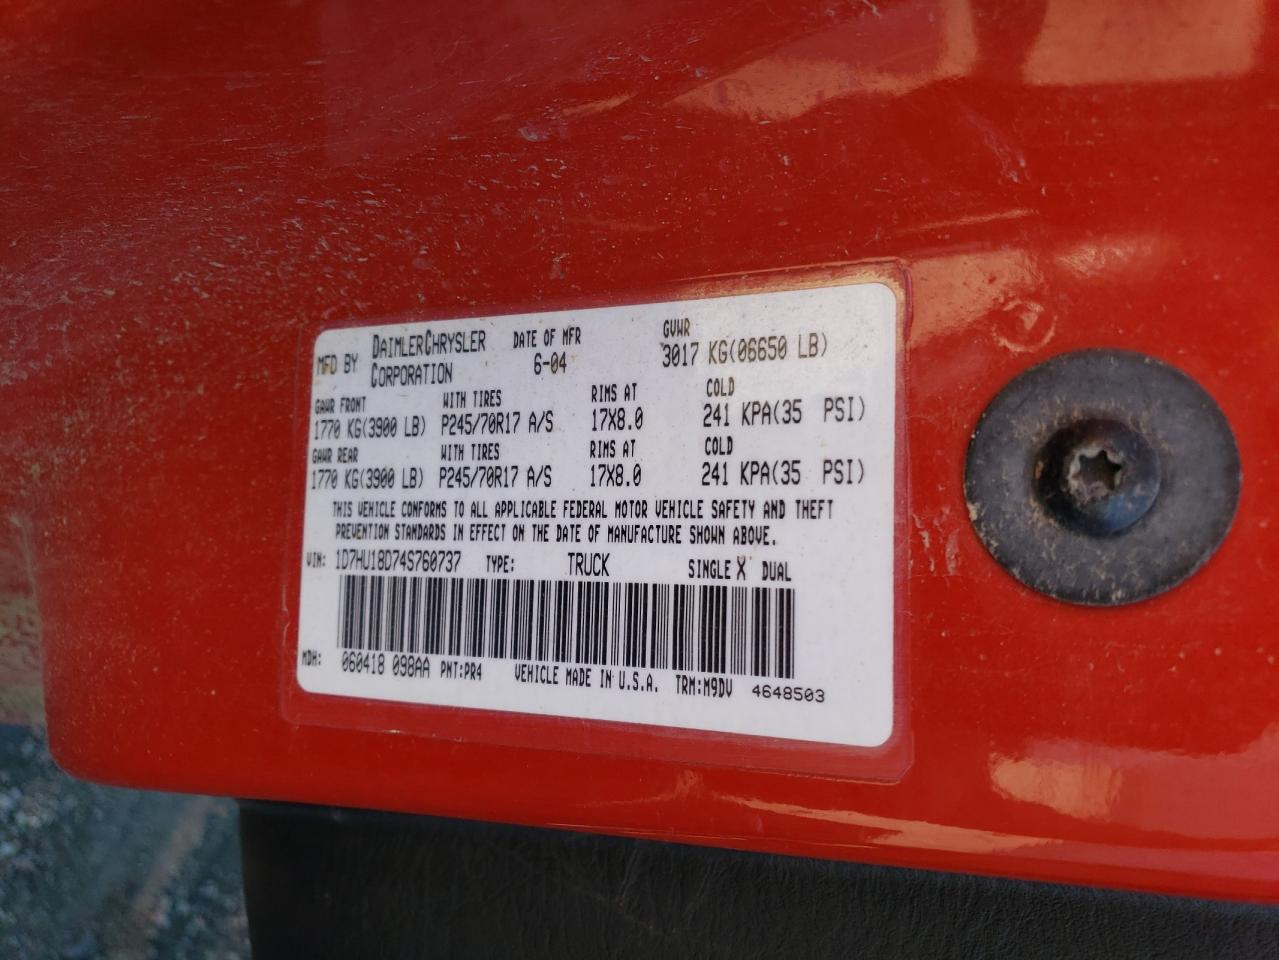 MFD BY DAIMLERCHRYSLER CORPORATION DATE OF MFR 6-04 GVWR 3017 KG(06650 LB)
GAWR FRONT WITH TIRES RIMS AT COLD
1770 KG(3900 LB) P245/70R17 A/S 17X8.0 241 KPA(35 PSI)
GAWR REAR WITH TIRES RIMS AT COLD
1770 KG(3900 LB) P245/70R17 A/S 17X8.0 241 KPA(35 PSI)
THIS VEHICLE CONFORMS TO ALL APPLICABLE FEDERAL MOTOR VEHICLE SAFETY AND THEFT
PREVENTION STANDARDS IN EFFECT ON THE DATE OF MANUFACTURE SHOWN ABOVE.
VIN: 1D7HU18D74S760737 TYPE: TRUCK SINGLE X DUAL
MDH: 060418 098AA PNT:PR4 VEHICLE MADE IN U.S.A. TRM:M9DV 4648503